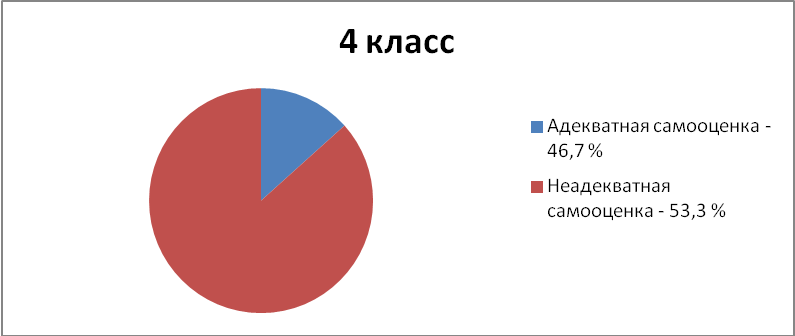 4 класс
Адекватная самооценка -
46,7 %
Неадекватная
самооценка - 53,3 %